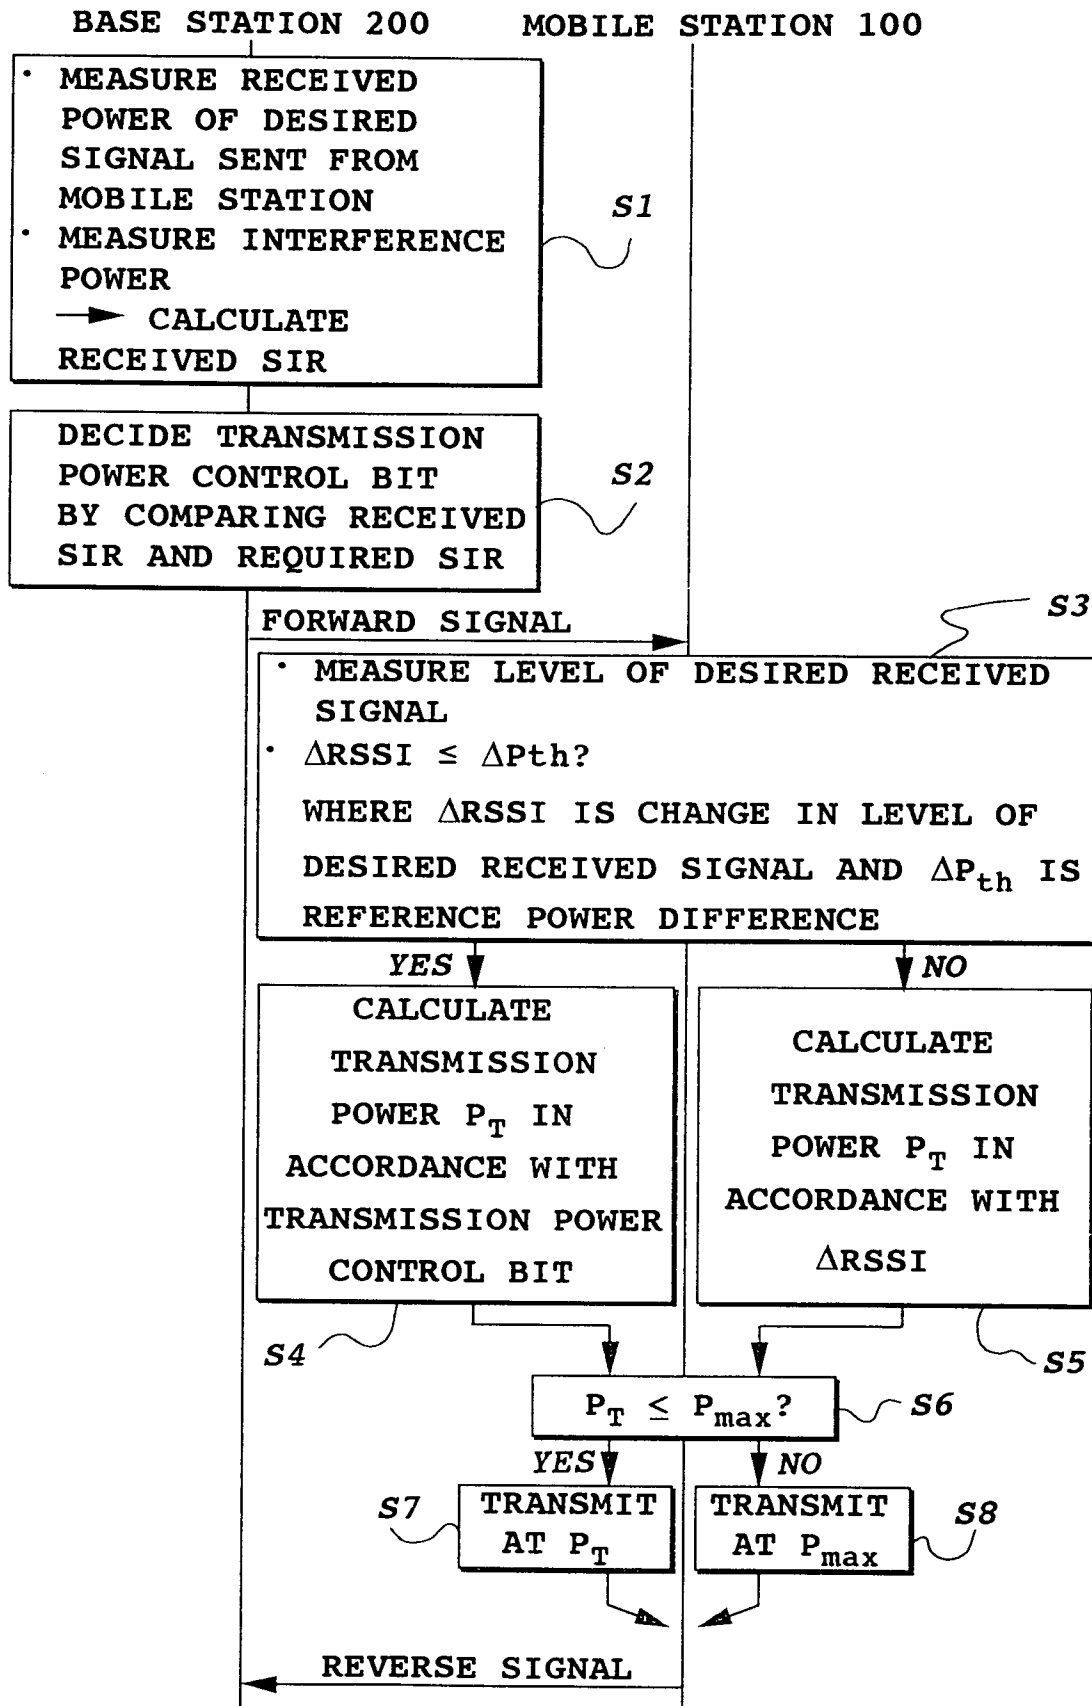 BASE STATION 200
MOBILE STATION 100
· MEASURE RECEIVED
POWER OF DESIRED
SIGNAL SENT FROM
MOBILE STATION
· MEASURE INTERFERENCE
POWER
→ CALCULATE
RECEIVED SIR
S1
DECIDE TRANSMISSION
POWER CONTROL BIT
BY COMPARING RECEIVED
SIR AND REQUIRED SIR
S2
FORWARD SIGNAL
S3
· MEASURE LEVEL OF DESIRED RECEIVED
SIGNAL
· ΔRSSI ≤ ΔPth?
WHERE ΔRSSI IS CHANGE IN LEVEL OF
DESIRED RECEIVED SIGNAL AND ΔPth IS
REFERENCE POWER DIFFERENCE
YES
NO
CALCULATE
TRANSMISSION
POWER PT IN
ACCORDANCE WITH
TRANSMISSION POWER
CONTROL BIT
S4
CALCULATE
TRANSMISSION
POWER PT IN
ACCORDANCE WITH
ΔRSSI
S5
PT ≤ Pmax?
S6
YES
NO
S7
TRANSMIT
AT PT
TRANSMIT
AT Pmax
S8
REVERSE SIGNAL